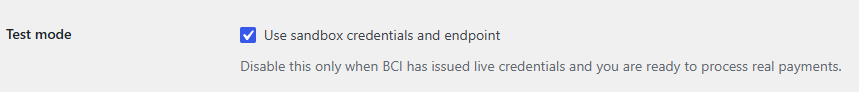 Test mode
Use sandbox credentials and endpoint
Disable this only when BCI has issued live credentials and you are ready to process real payments.